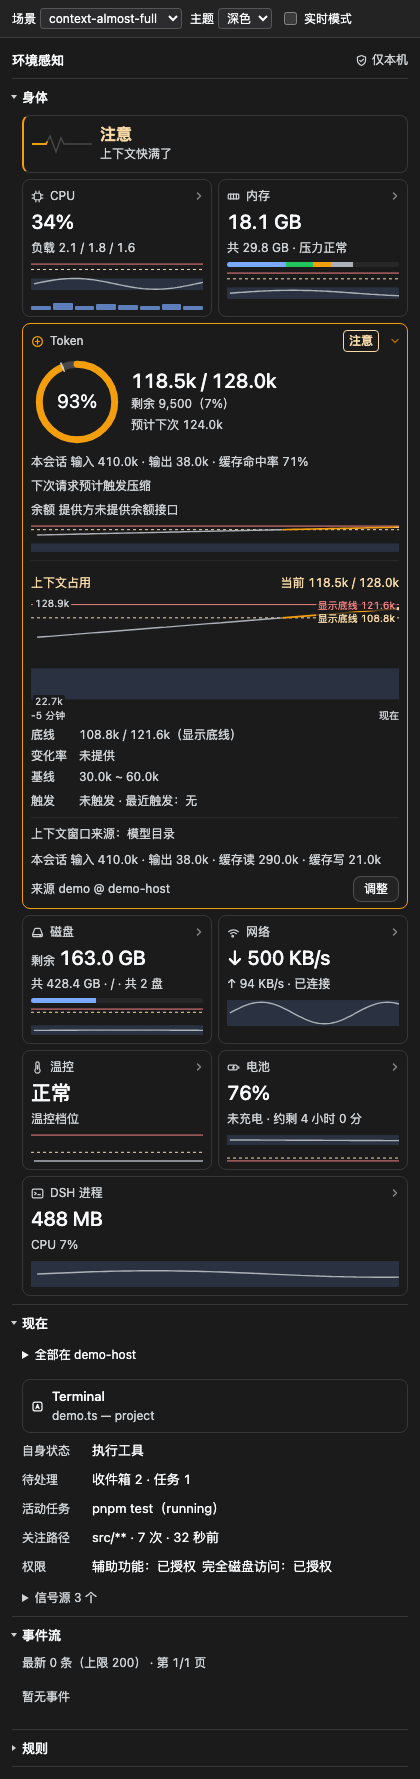 场景 context-almost-full 主题 深色 实时模式
环境感知 仅本机
身体
注意
上下文快满了
CPU
34%
负载 2.1 / 1.8 / 1.6
内存
18.1 GB
共 29.8 GB · 压力正常
Token 注意
93%
118.5k / 128.0k
剩余 9,500（7%）
预计下次 124.0k
本会话 输入 410.0k · 输出 38.0k · 缓存命中率 71%
下次请求预计触发压缩
余额 提供方未提供余额接口
上下文占用 当前 118.5k / 128.0k
128.9k
显示底线 121.6k
显示底线 108.8k
22.7k
-5 分钟 现在
底线 108.8k / 121.6k（显示底线）
变化率 未提供
基线 30.0k ~ 60.0k
触发 未触发 · 最近触发：无
上下文窗口来源：模型目录
本会话 输入 410.0k · 输出 38.0k · 缓存读 290.0k · 缓存写 21.0k
来源 demo @ demo-host 调整
磁盘
剩余 163.0 GB
共 428.4 GB · / · 共 2 盘
网络
↓ 500 KB/s
↑ 94 KB/s · 已连接
温控
正常
温控档位
电池
76%
未充电 · 约剩 4 小时 0 分
DSH 进程
488 MB
CPU 7%
现在
全部在 demo-host
Terminal
demo.ts — project
自身状态 执行工具
待处理 收件箱 2 · 任务 1
活动任务 pnpm test（running）
关注路径 src/** · 7 次 · 32 秒前
权限 辅助功能：已授权 完全磁盘访问：已授权
信号源 3 个
事件流
最新 0 条（上限 200） · 第 1/1 页
暂无事件
规则